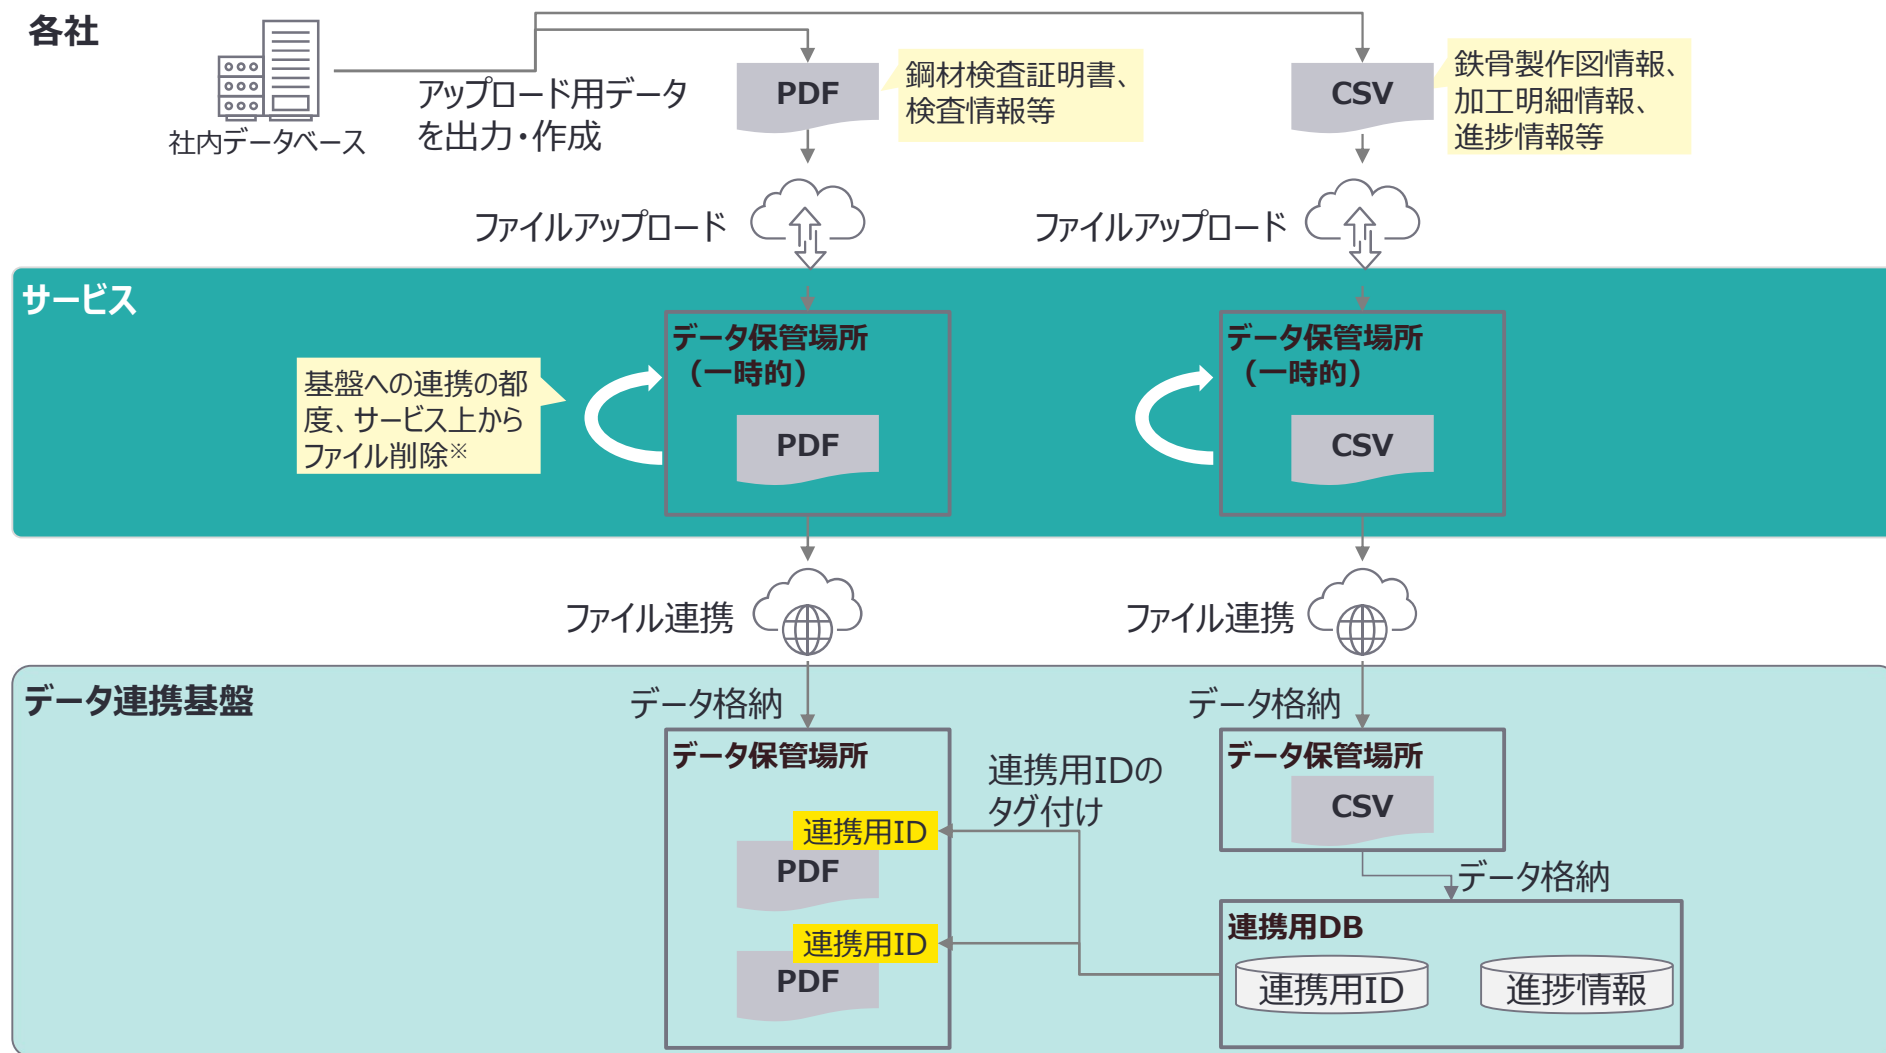 各社
社内データベース
アップロード用データ
を出力・作成
PDF
鋼材検査証明書、
検査情報等
CSV
鉄骨製作図情報、
加工明細情報、
進捗情報等
ファイルアップロード
ファイルアップロード
サービス
基盤への連携の都
度、サービス上から
ファイル削除※
データ保管場所
（一時的）
PDF
データ保管場所
（一時的）
CSV
ファイル連携
ファイル連携
データ連携基盤
データ格納
データ保管場所
連携用ID
PDF
連携用ID
PDF
連携用IDの
タグ付け
データ格納
データ保管場所
CSV
データ格納
連携用DB
連携用ID
進捗情報